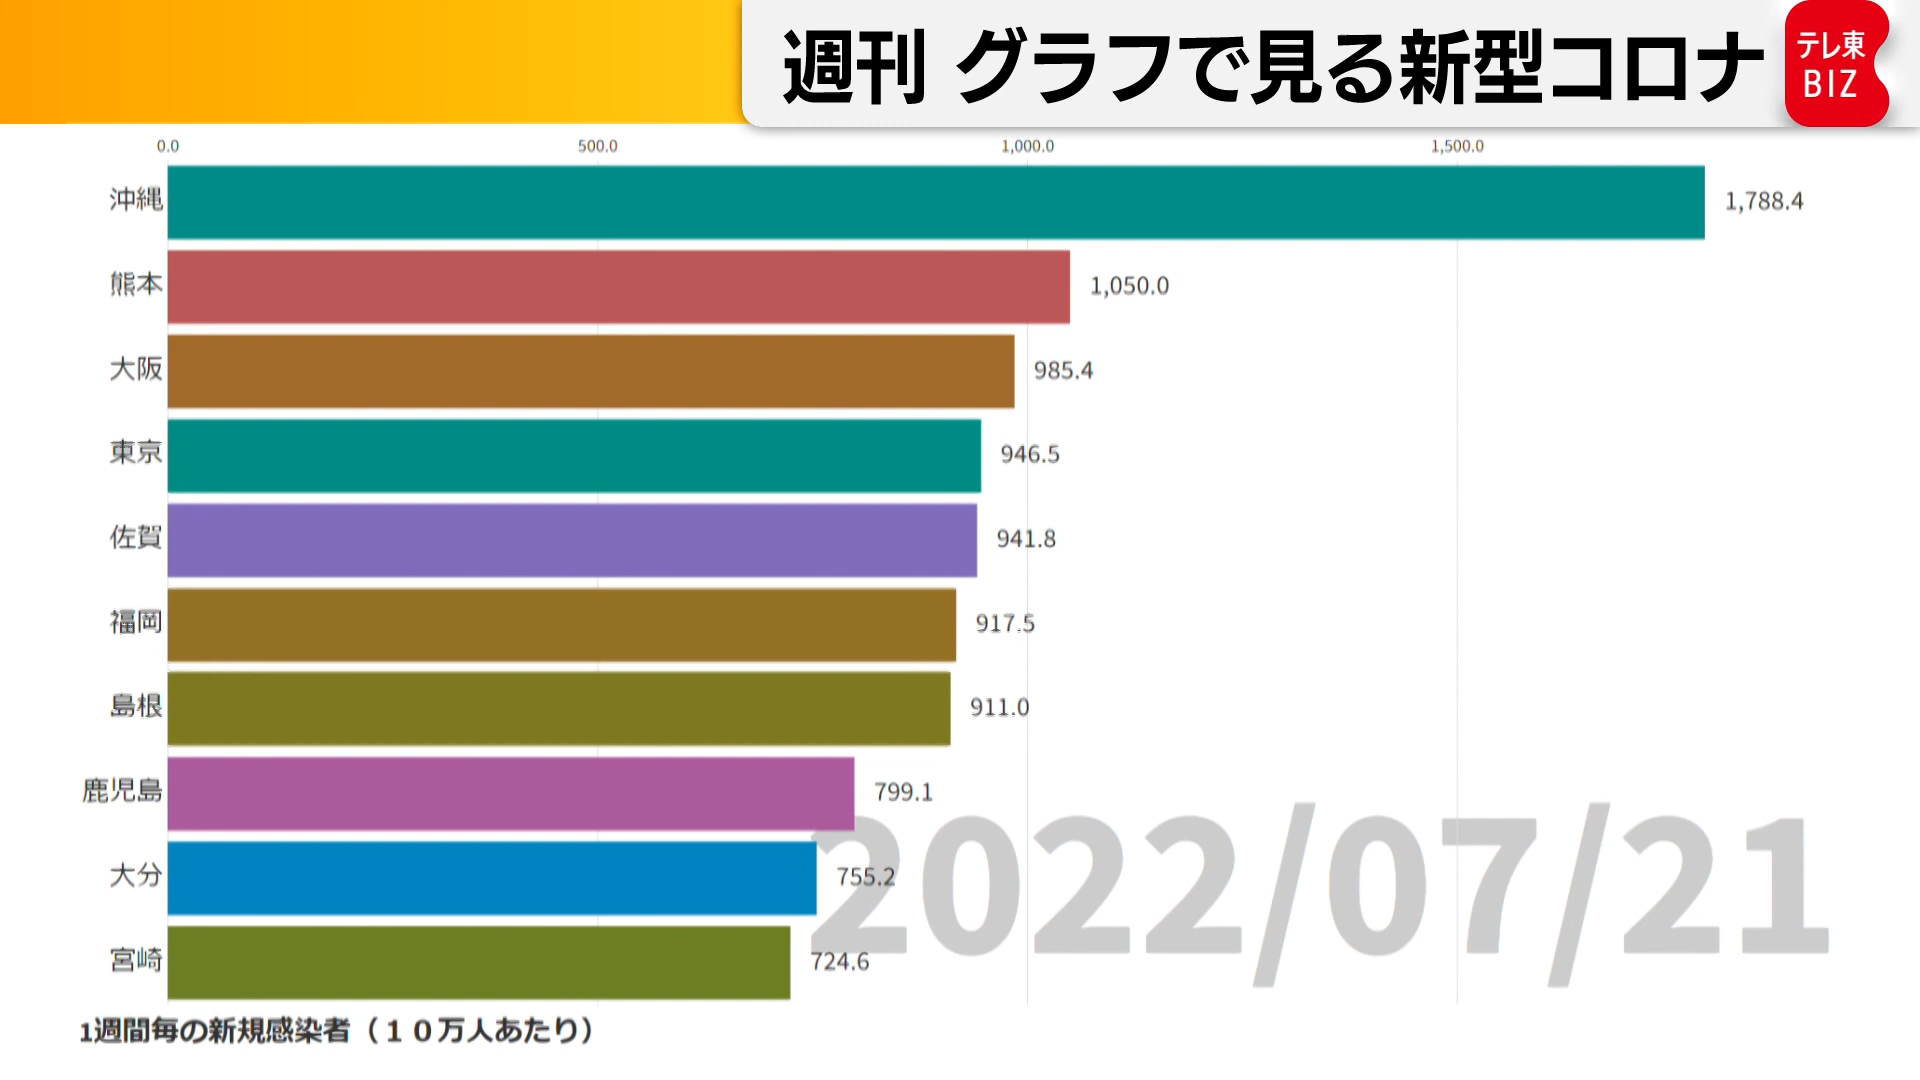 週刊 グラフで見る新型コロナ
テレ東
BIZ
0.0 500.0 1,000.0 1,500.0
沖縄 1,788.4
熊本 1,050.0
大阪 985.4
東京 946.5
佐賀 941.8
福岡 917.5
島根 911.0
鹿児島 799.1
大分 755.2
宮崎 724.6
2022/07/21
1週間毎の新規感染者（１０万人あたり）